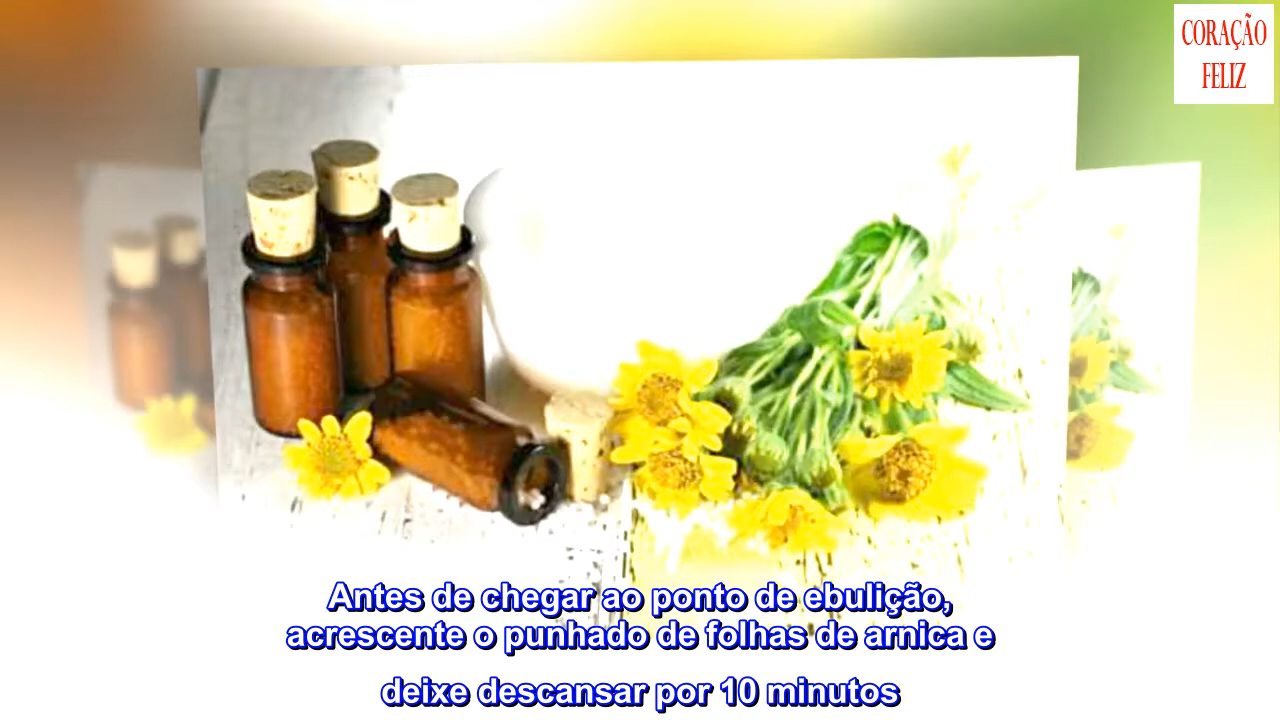 CORAÇÃO
FELIZ
Antes de chegar ao ponto de ebulição,
acrescente o punhado de folhas de arnica e
deixe descansar por 10 minutos